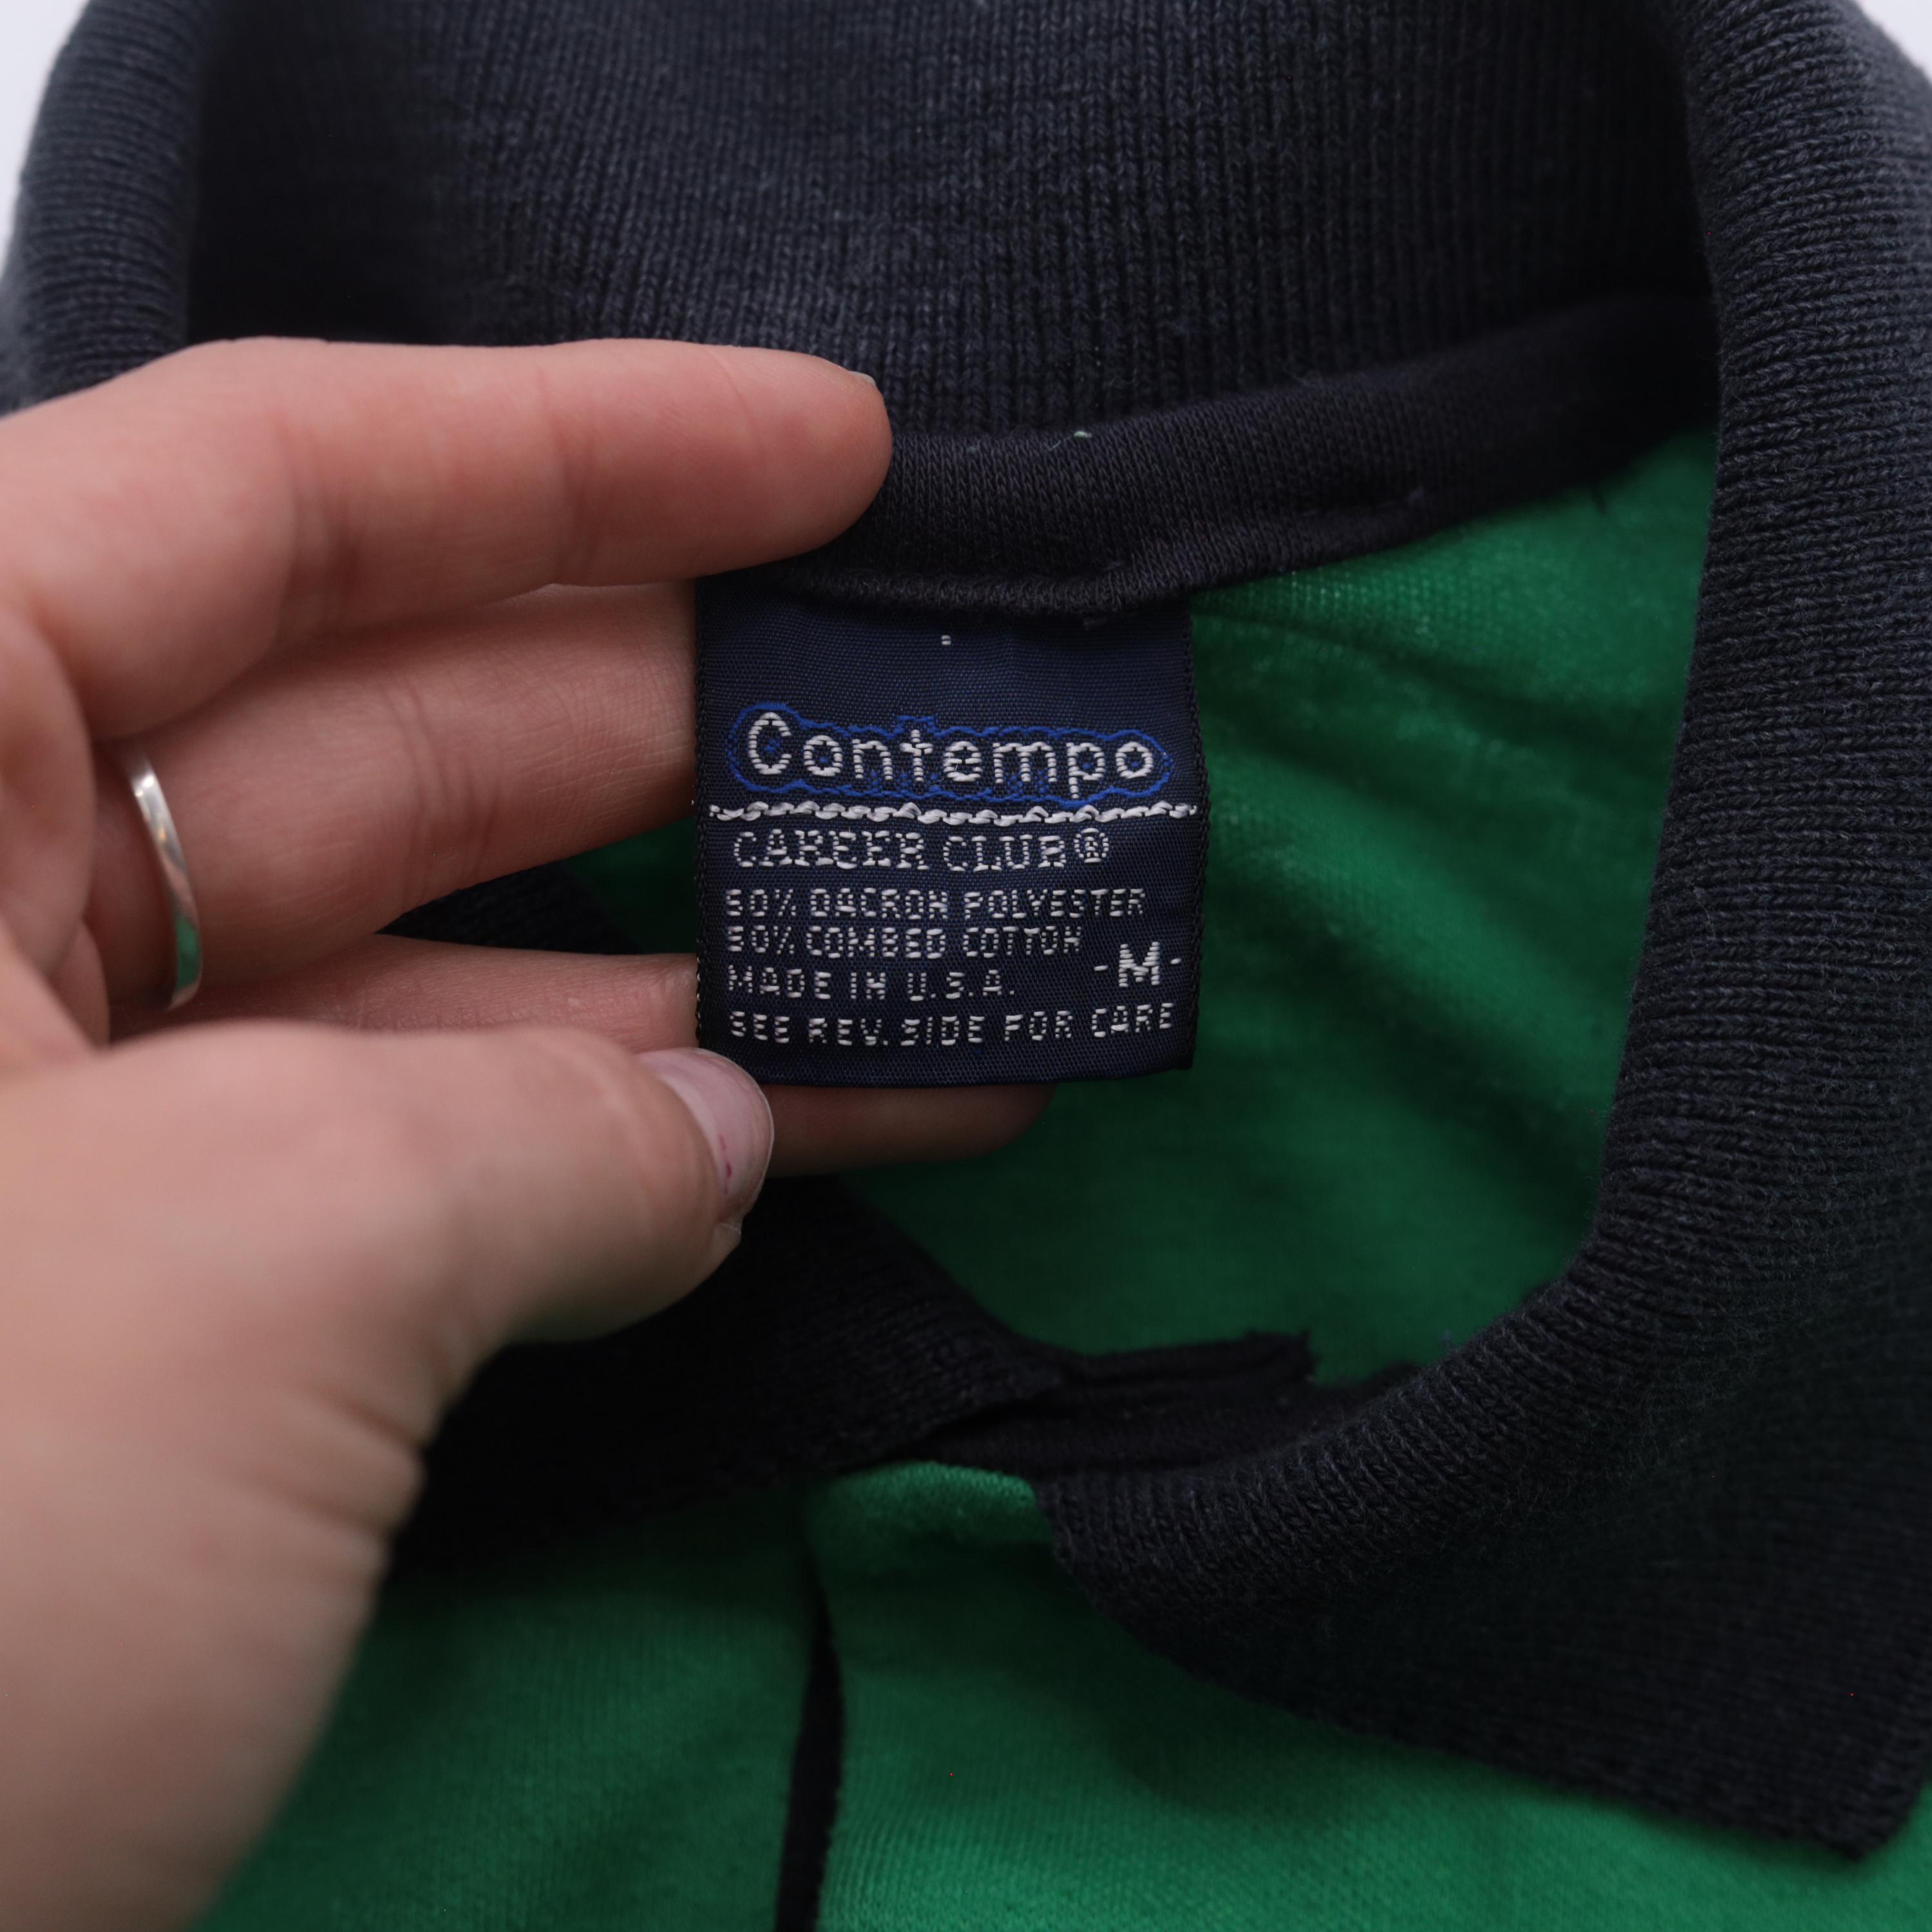 Contempo
CAREER CLUB®
50% DACRON POLYESTER
50% COMBED COTTON
MADE IN U.S.A.
-M-
SEE REV. SIDE FOR CARE